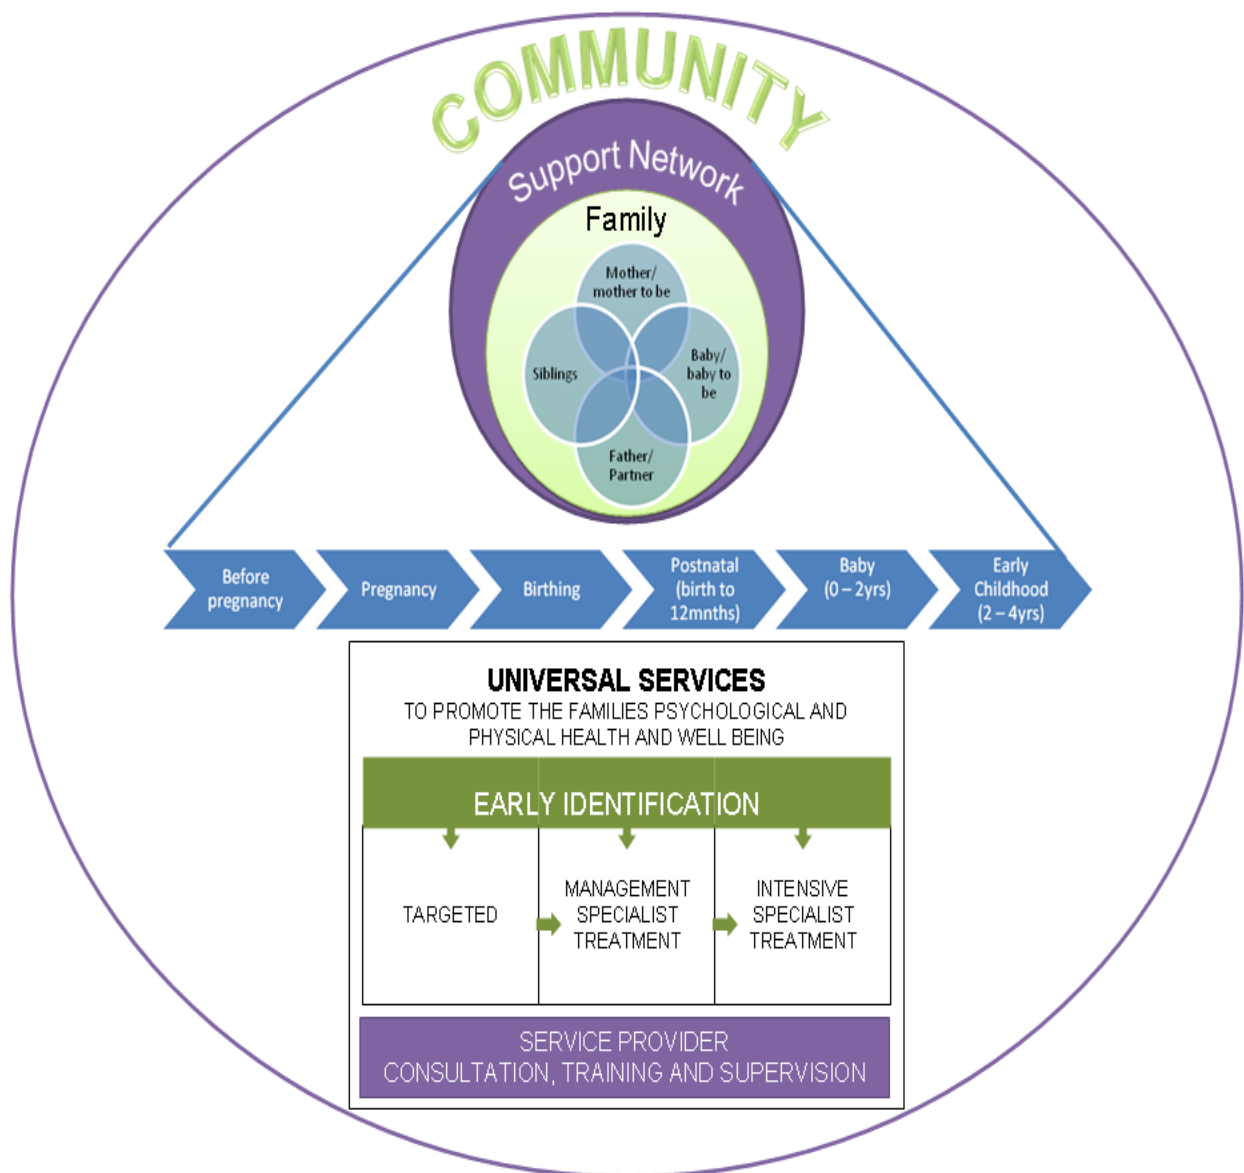 COMMUNITY
Support Network
Family
Mother/
mother to be
Siblings
Baby/
baby to
be
Father/
Partner
Before
pregnancy
Pregnancy
Birthing
Postnatal
(birth to
12mnths)
Baby
(0 – 2yrs)
Early
Childhood
(2 – 4yrs)
UNIVERSAL SERVICES
TO PROMOTE THE FAMILIES PSYCHOLOGICAL AND
PHYSICAL HEALTH AND WELL BEING
EARLY IDENTIFICATION
TARGETED
MANAGEMENT
SPECIALIST
TREATMENT
INTENSIVE
SPECIALIST
TREATMENT
SERVICE PROVIDER
CONSULTATION, TRAINING AND SUPERVISION